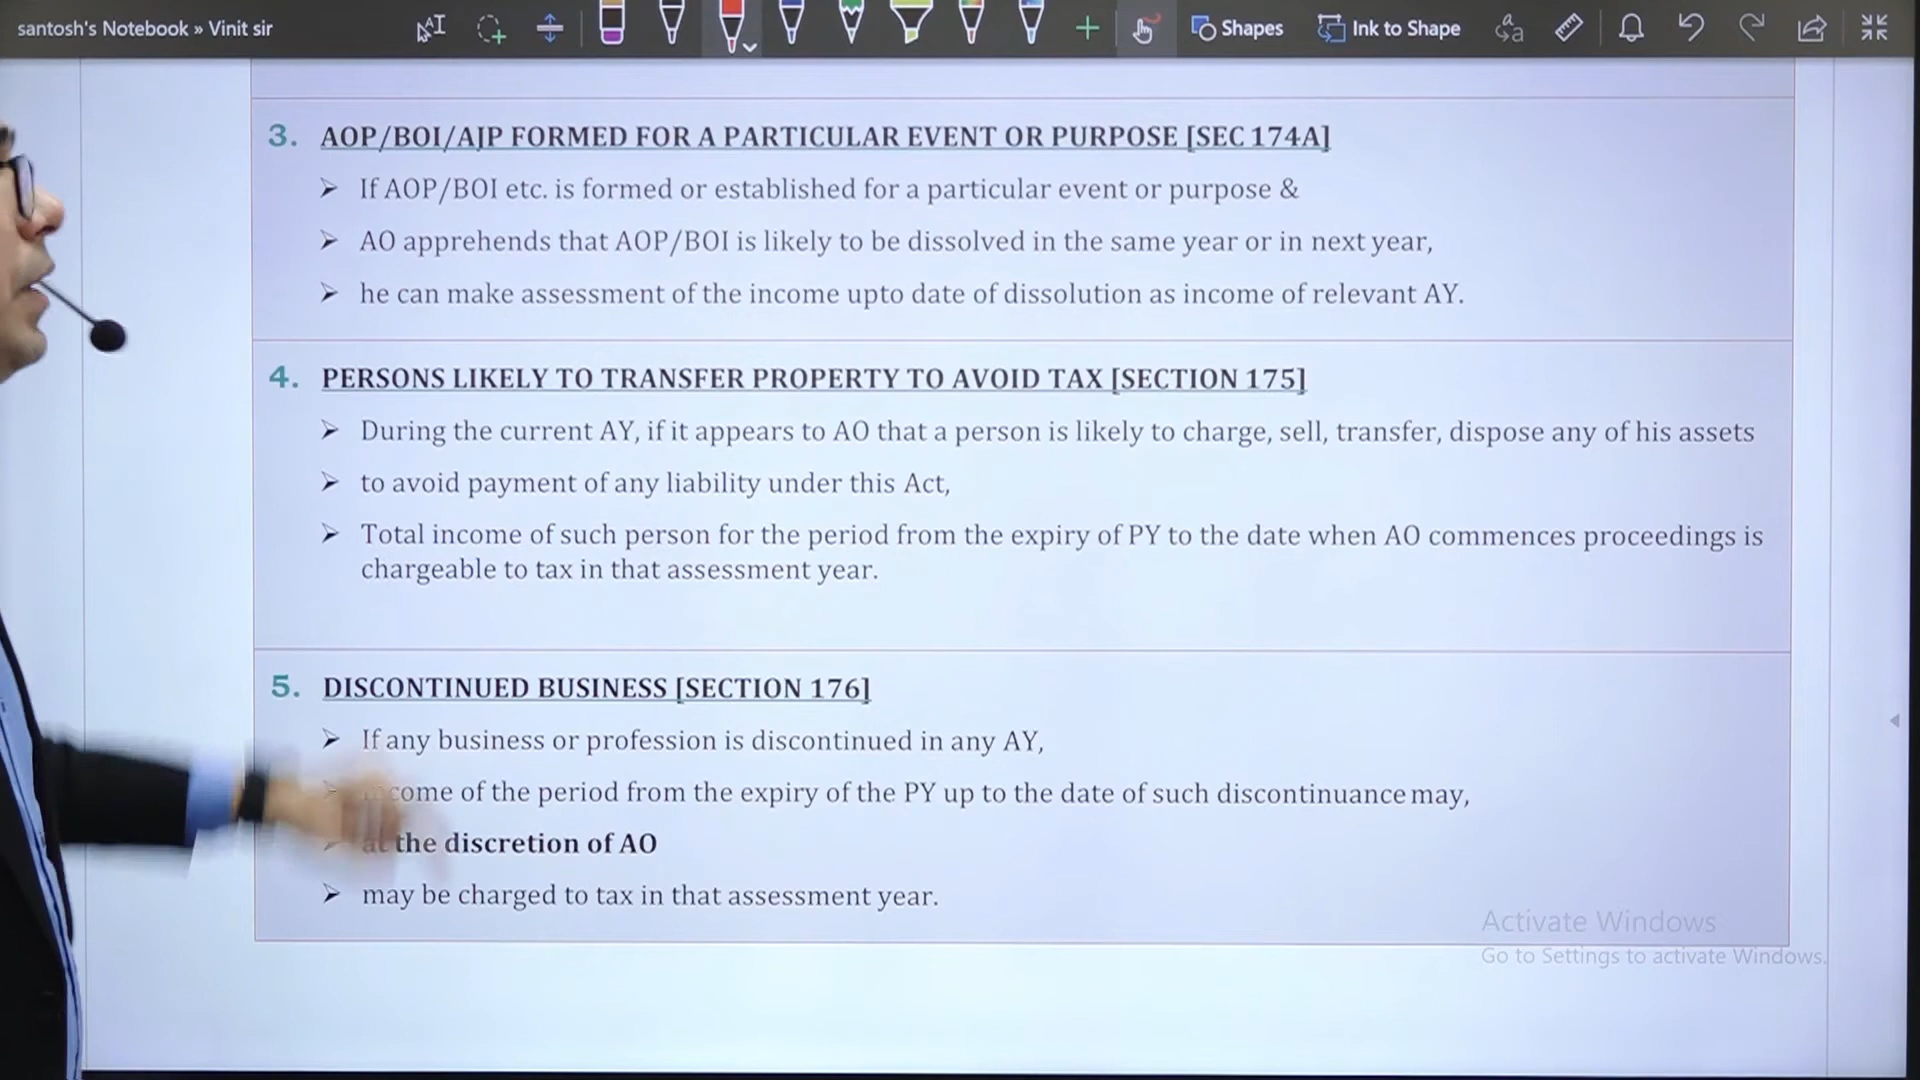 santosh's Notebook » Vinit sir
Shapes
Ink to Shape
3. AOP/BOI/AJP FORMED FOR A PARTICULAR EVENT OR PURPOSE [SEC 174A]
➢ If AOP/BOI etc. is formed or established for a particular event or purpose &
➢ AO apprehends that AOP/BOI is likely to be dissolved in the same year or in next year,
➢ he can make assessment of the income upto date of dissolution as income of relevant AY.
4. PERSONS LIKELY TO TRANSFER PROPERTY TO AVOID TAX [SECTION 175]
➢ During the current AY, if it appears to AO that a person is likely to charge, sell, transfer, dispose any of his assets
➢ to avoid payment of any liability under this Act,
➢ Total income of such person for the period from the expiry of PY to the date when AO commences proceedings is
chargeable to tax in that assessment year.
5. DISCONTINUED BUSINESS [SECTION 176]
➢ If any business or profession is discontinued in any AY,
➢ income of the period from the expiry of the PY up to the date of such discontinuance may,
➢ at the discretion of AO
➢ may be charged to tax in that assessment year.
Activate Windows
Go to Settings to activate Windows.